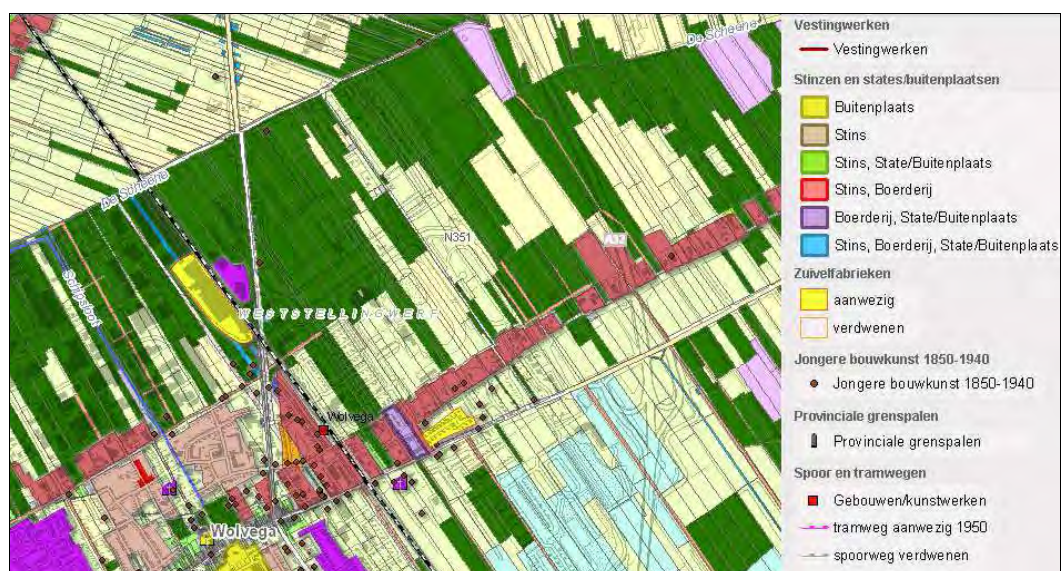 De Scheene
De Scheene
N351
A32
Schipsloot
WESTSTELLINGWERF
Wolvega
Wolvega
Vestingwerken
Vestingwerken
Stinzen en states/buitenplaatsen
Buitenplaats
Stins
Stins, State/Buitenplaats
Stins, Boerderij
Boerderij, State/Buitenplaats
Stins, Boerderij, State/Buitenplaats
Zuivelfabrieken
aanwezig
verdwenen
Jongere bouwkunst 1850-1940
Jongere bouwkunst 1850-1940
Provinciale grenspalen
Provinciale grenspalen
Spoor en tramwegen
Gebouwen/kunstwerken
tramweg aanwezig 1950
spoorweg verdwenen